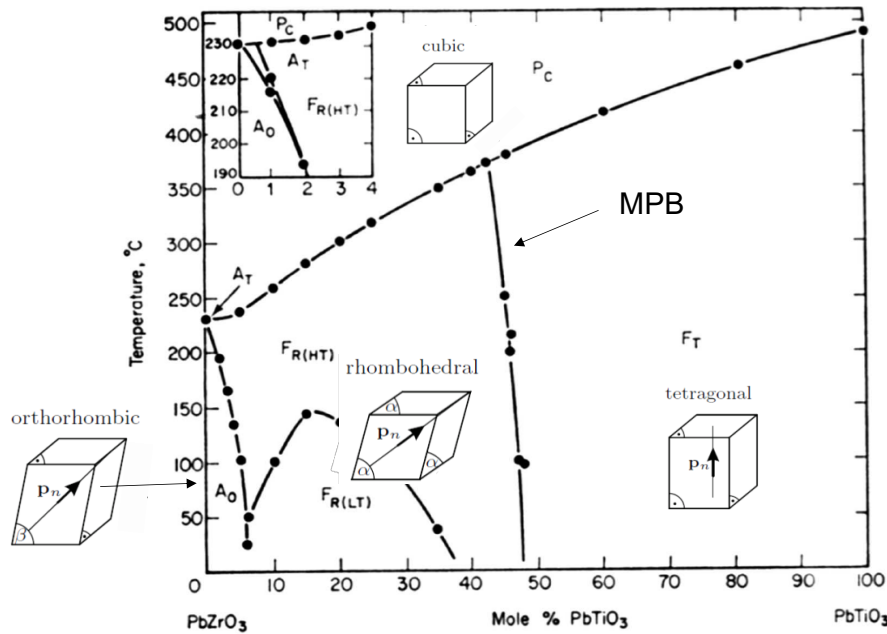 500
450
400
350
300
250
200
150
100
50
0
Temperature, °C
230
220
210
200
190
0 1 2 3 4
P_C
A_T
F_R(HT)
A_O
cubic
P_C
MPB
A_T
F_R(HT)
F_T
rhombohedral
α
p_n
α
α
tetragonal
p_n
orthorhombic
p_n
β
A_O
F_R(LT)
0 10 20 30 40 50 60 70 80 90 100
PbZrO₃ Mole % PbTiO₃ PbTiO₃